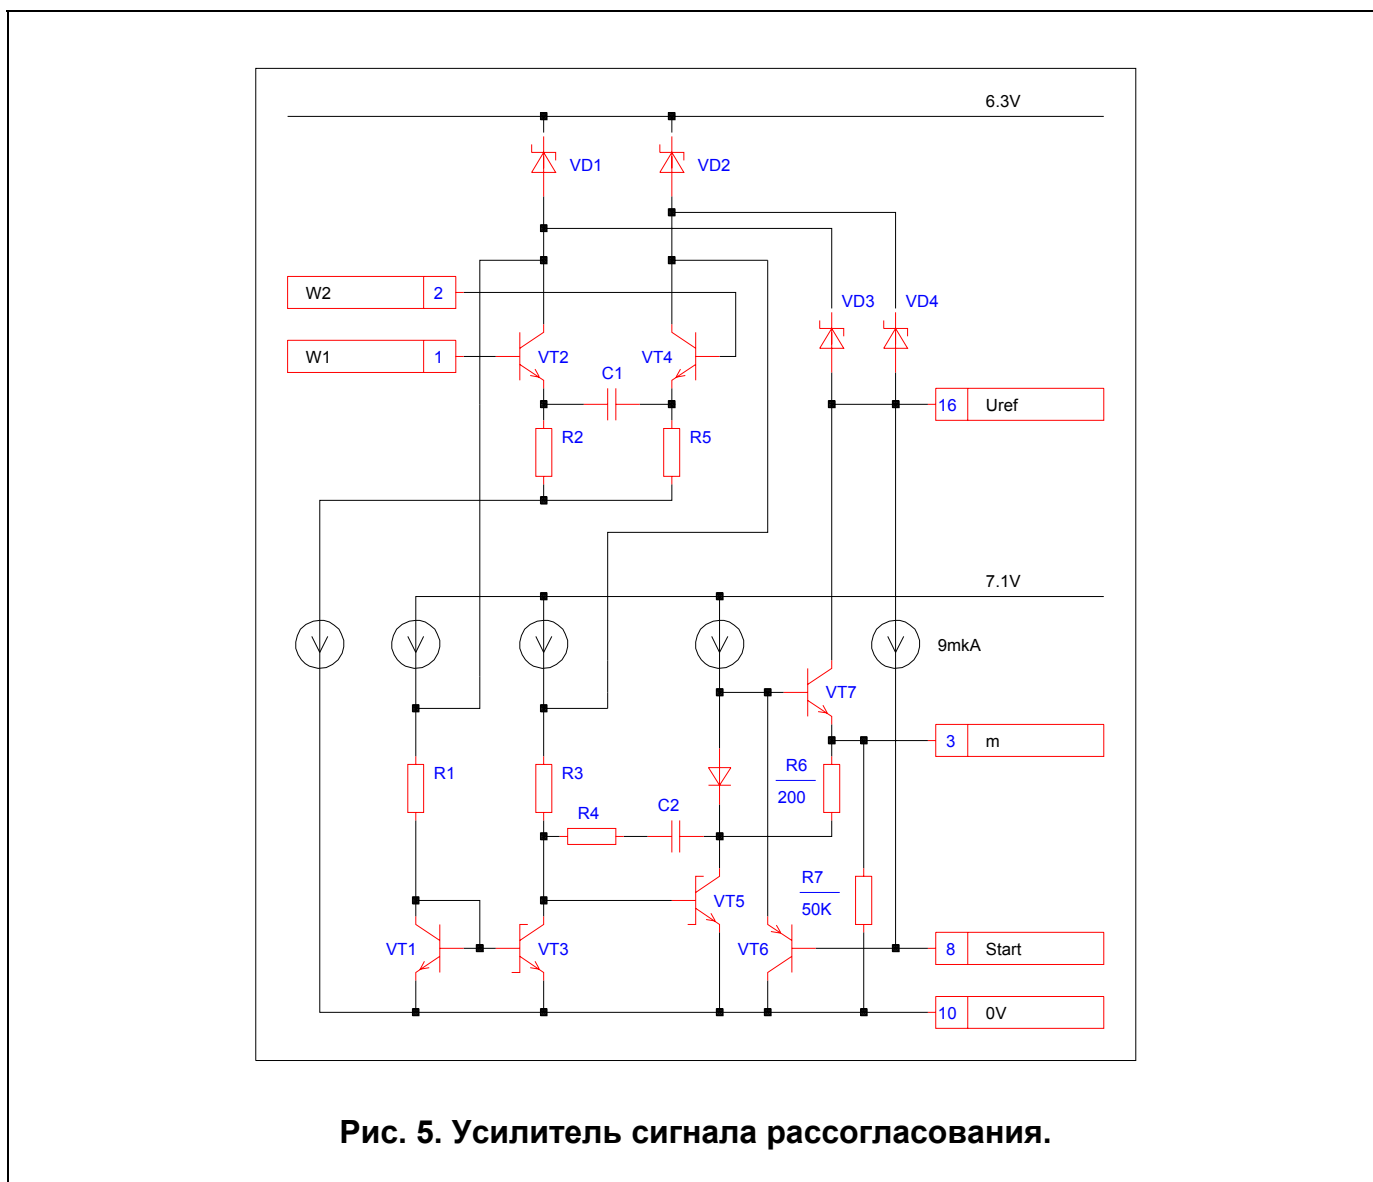 6.3V
VD1
VD2
W2 2
VD3
VD4
W1 1
VT2
VT4
C1
16 Uref
R2
R5
7.1V
9mkA
VT7
3 m
R1
R3
R6
200
R4
C2
R7
50K
VT5
VT1
VT3
VT6
8 Start
10 0V
Рис. 5. Усилитель сигнала рассогласования.